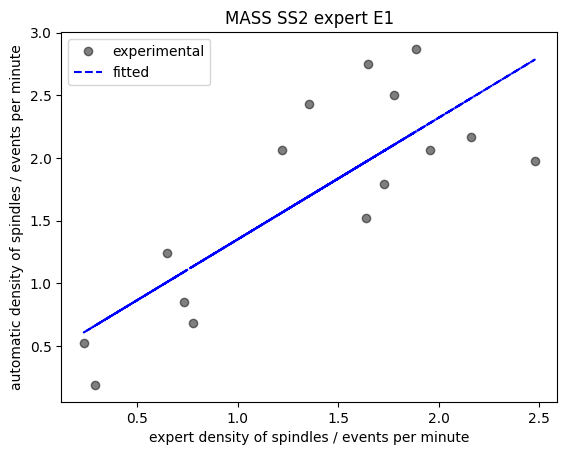 MASS SS2 expert E1
experimental
fitted
automatic density of spindles / events per minute
3.0
2.5
2.0
1.5
1.0
0.5
0.5 1.0 1.5 2.0 2.5
expert density of spindles / events per minute